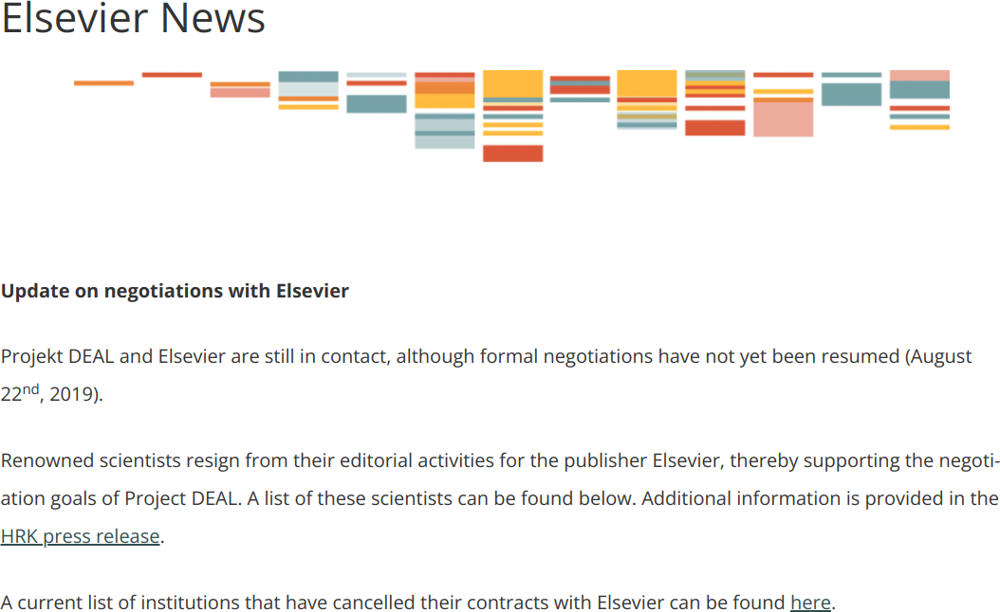 Elsevier News
Update on negotiations with Elsevier
Projekt DEAL and Elsevier are still in contact, although formal negotiations have not yet been resumed (August
22nd, 2019).
Renowned scientists resign from their editorial activities for the publisher Elsevier, thereby supporting the negoti-
ation goals of Project DEAL. A list of these scientists can be found below. Additional information is provided in the
HRK press release.
A current list of institutions that have cancelled their contracts with Elsevier can be found here.